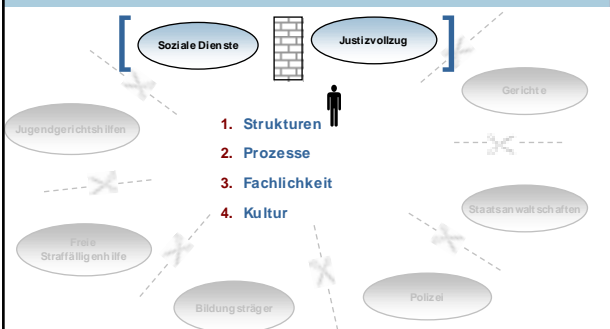 Soziale Dienste
Justizvollzug
Gerichte
Jugendgerichtshilfen
1. Strukturen
2. Prozesse
3. Fachlichkeit
4. Kultur
Staatsanwaltschaften
Freie
Straffälligenhilfe
Bildungsträger
Polizei